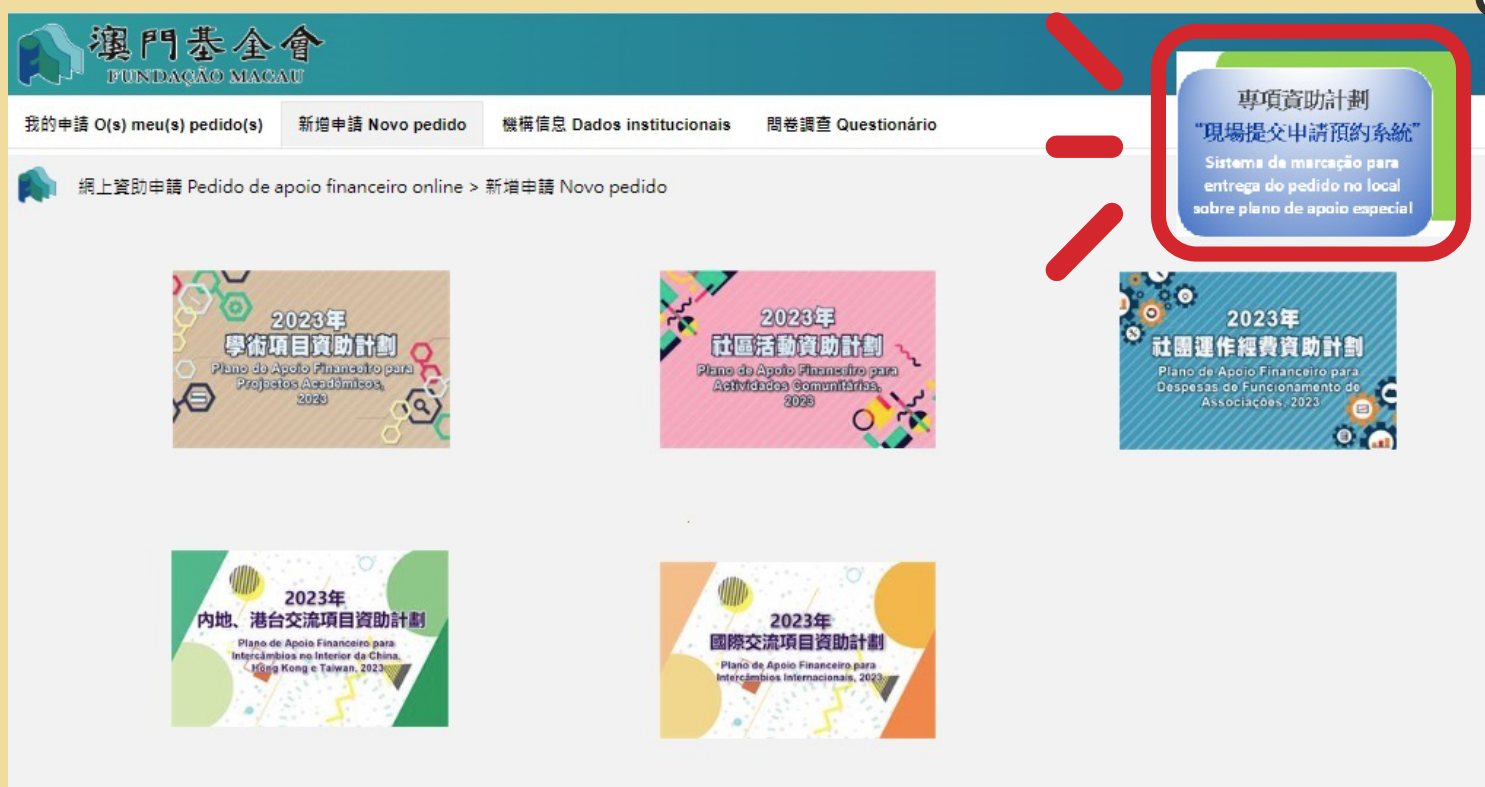 澳門基金會
FUNDAÇÃO MACAU
我的申請 O(s) meu(s) pedido(s)
新增申請 Novo pedido
機構信息 Dados institucionais
問卷調查 Questionário
專項資助計劃
“現場提交申請預約系統”
Sistema de marcação para
entrega do pedido no local
sobre plano de apoio especial
網上資助申請 Pedido de apoio financeiro online > 新增申請 Novo pedido
2023年
學術項目資助計劃
Plano de Apoio Financeiro para
Projectos Académicos,
2023
2023年
社區活動資助計劃
Plano de Apoio Financeiro para
Actividades Comunitárias,
2023
2023年
社團運作經費資助計劃
Plano de Apoio Financeiro para
Despesas de Funcionamento de
Associações, 2023
2023年
內地、港台交流項目資助計劃
Plano de Apoio Financeiro para
Intercâmbios no Interior da China,
Hong Kong e Taiwan, 2023
2023年
國際交流項目資助計劃
Plano de Apoio Financeiro para
Intercâmbios Internacionais, 2023